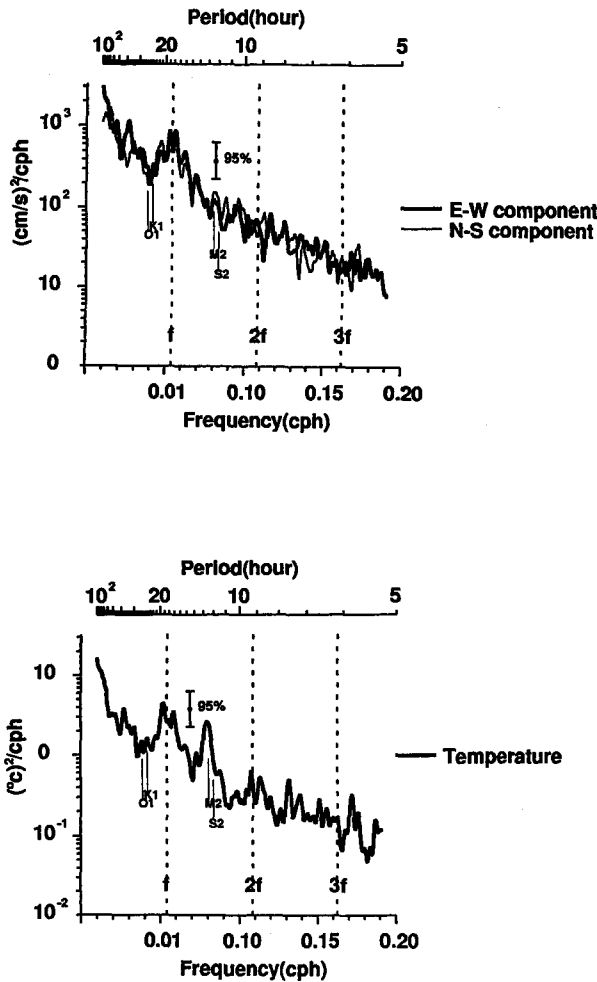 Period(hour)
10² 20 10 5
10³
10²
10
0
(cm/s)²/cph
95%
K1
O1
M2
S2
f 2f 3f
E-W component
N-S component
0.01 0.10 0.15 0.20
Frequency(cph)
Period(hour)
10² 20 10 5
10
0
10⁻¹
10⁻²
(ºc)²/cph
95%
K1
O1
M2
S2
f 2f 3f
Temperature
0.01 0.10 0.15 0.20
Frequency(cph)